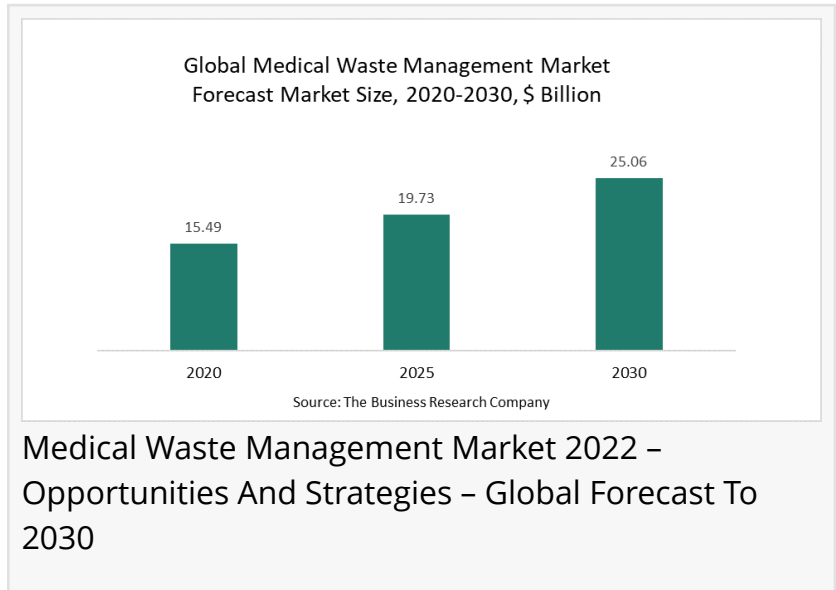 Global Medical Waste Management Market
Forecast Market Size, 2020-2030, $ Billion
25.06
19.73
15.49
2020
2025
2030
Source: The Business Research Company
Medical Waste Management Market 2022 –
Opportunities And Strategies – Global Forecast To
2030